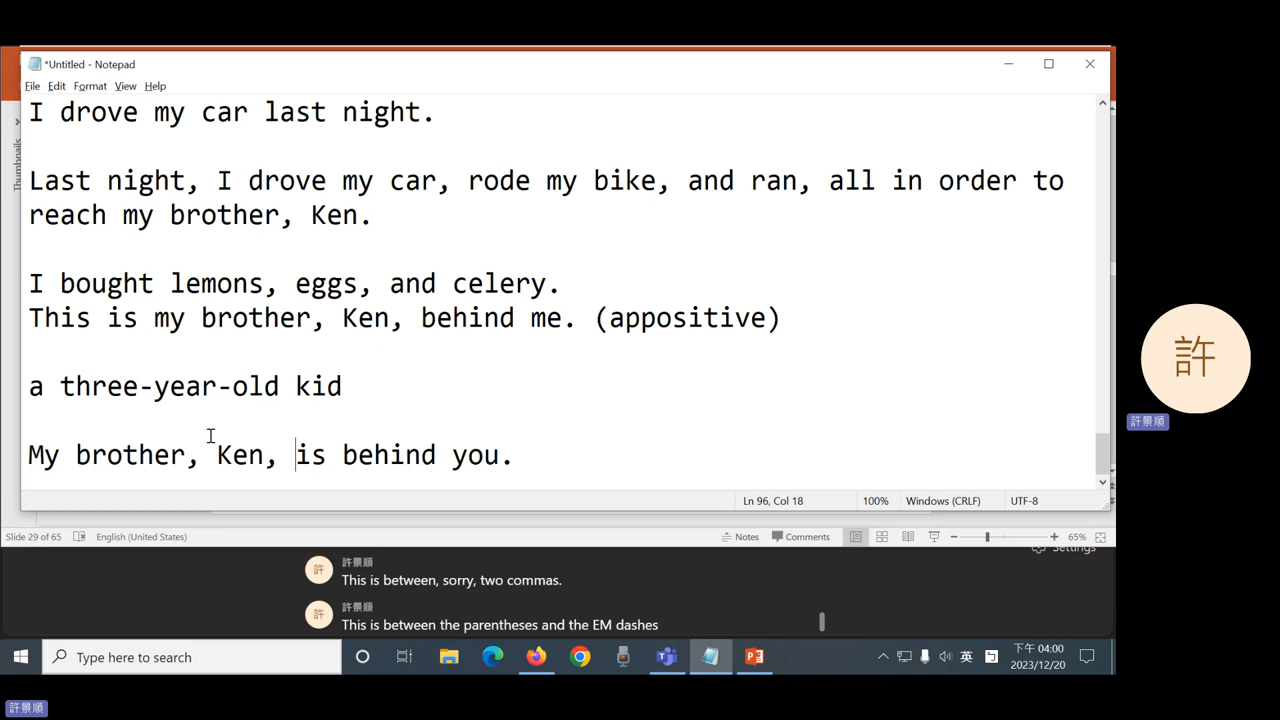 *Untitled - Notepad
File Edit Format View Help
I drove my car last night.
Last night, I drove my car, rode my bike, and ran, all in order to
reach my brother, Ken.
I bought lemons, eggs, and celery.
This is my brother, Ken, behind me. (appositive)
a three-year-old kid
My brother, Ken, is behind you.
Thumbnails
Ln 96, Col 18 100% Windows (CRLF) UTF-8
Slide 29 of 65 English (United States) Notes Comments 65%
Settings
許 許景順
This is between, sorry, two commas.
許 許景順
This is between the parentheses and the EM dashes
許
許景順
Type here to search
英
下午 04:00
2023/12/20
許景順